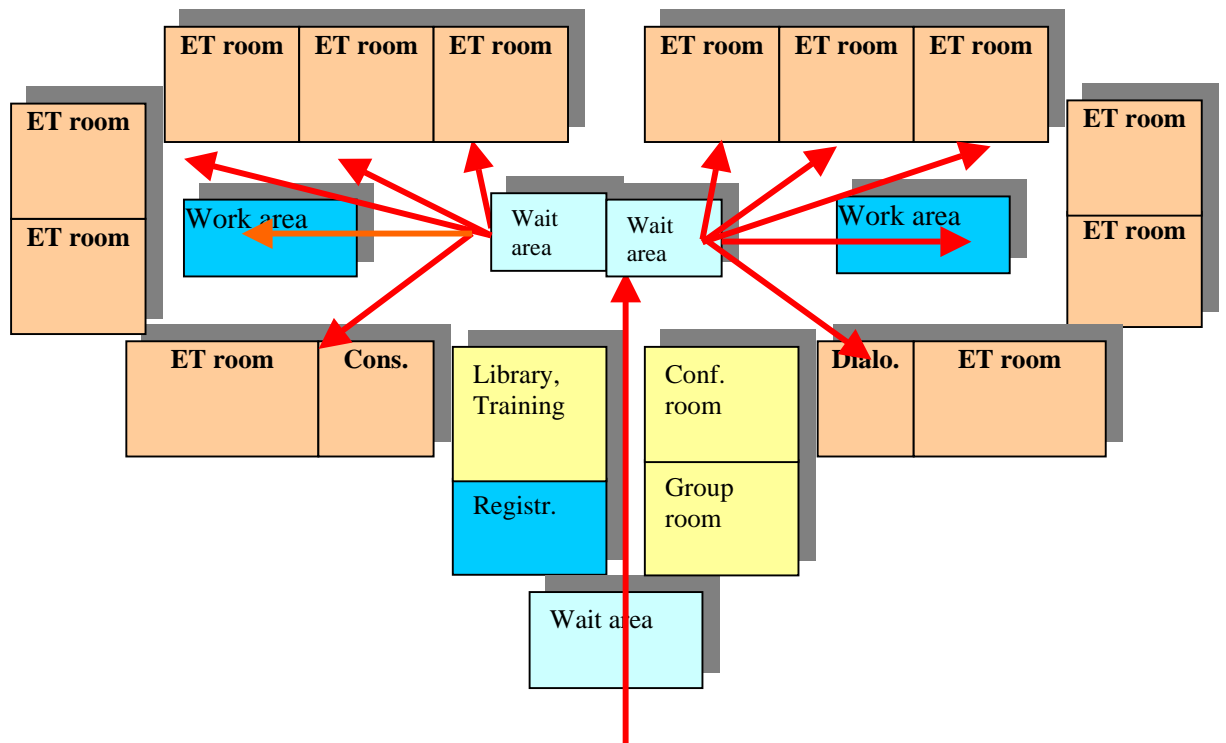 ET room
ET room
ET room
ET room
ET room
ET room
ET room
ET room
ET room
ET room
Work area
Wait
area
Wait
area
Work area
ET room
Cons.
Library,
Training
Conf.
room
Dialo.
ET room
Registr.
Group
room
Wait area